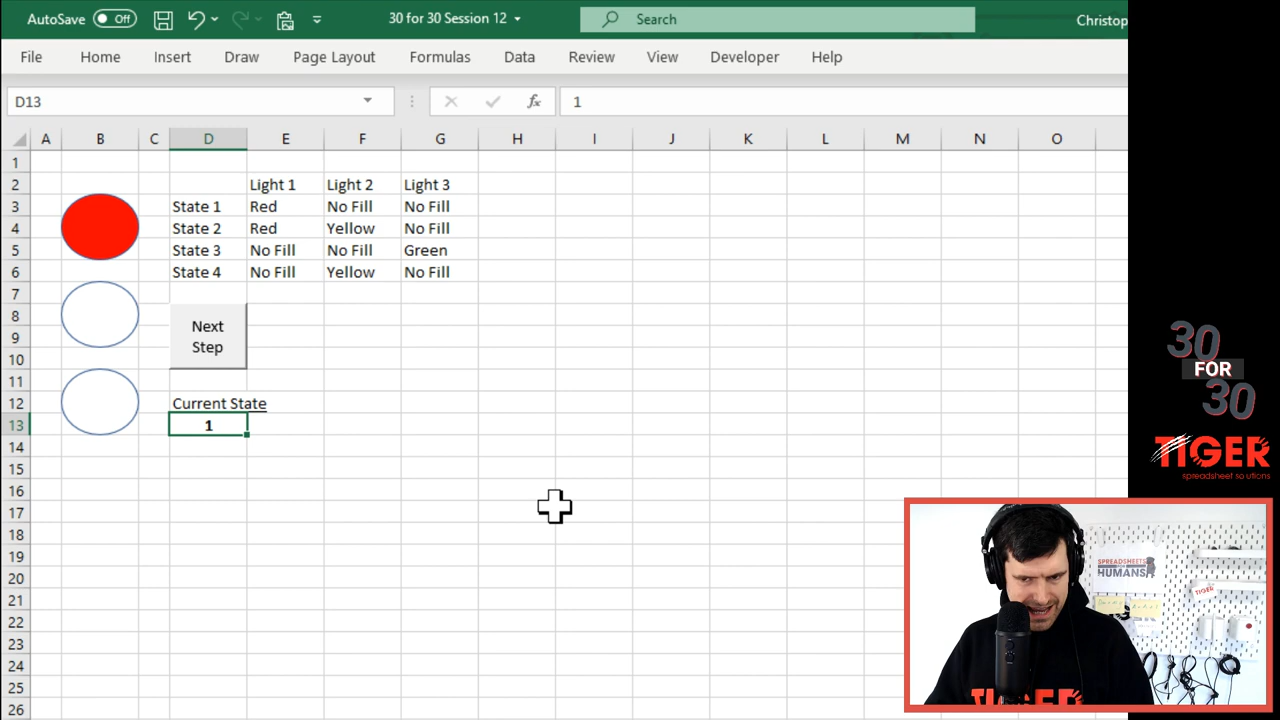 AutoSave Off 30 for 30 Session 12 Search Christop
File Home Insert Draw Page Layout Formulas Data Review View Developer Help
D13 fx 1
A B C D E F G H I J K L M N O
1
2 Light 1 Light 2 Light 3
3 State 1 Red No Fill No Fill
4 State 2 Red Yellow No Fill
5 State 3 No Fill No Fill Green
6 State 4 No Fill Yellow No Fill
7
8 Next
9 Step
10
11
12 Current State
13 1
14
15
16
17
18
19
20
21
22
23
24
25
26
30
FOR
30
TIGER
spreadsheet solutions
SPREADSHEETS
HUMANS
TIGER
TIGER